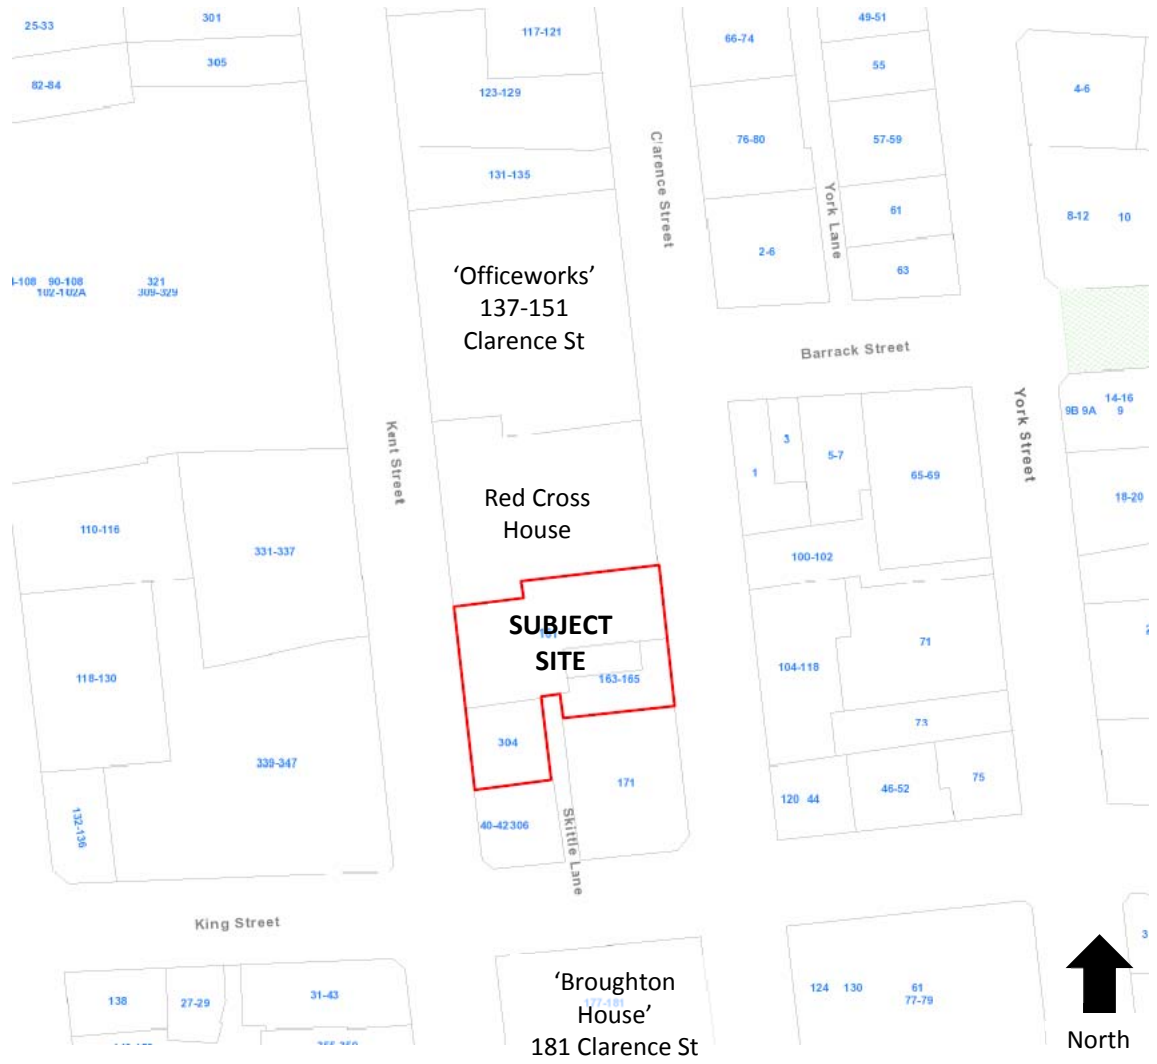 25-33
301
117-121
66-74
49-51
305
55
82-84
123-129
4-6
76-80
57-59
Clarence Street
131-135
York Lane
61
8-12 10
2-6
63
90-108 321
102-102A 309-329
'Officeworks'
137-151
Clarence St
Barrack Street
Kent Street
York Street
14-16
9B 9A 9
3
5-7
1
65-69
18-20
Red Cross
House
110-116
331-337
100-102
SUBJECT
SITE
163-165
104-118
71
118-130
304
73
339-347
171
120 44
46-52
75
132-136
40-42 306
Skittle Lane
King Street
138
27-29
31-43
'Broughton
House'
177-181
181 Clarence St
124 130 61
77-79
3
North